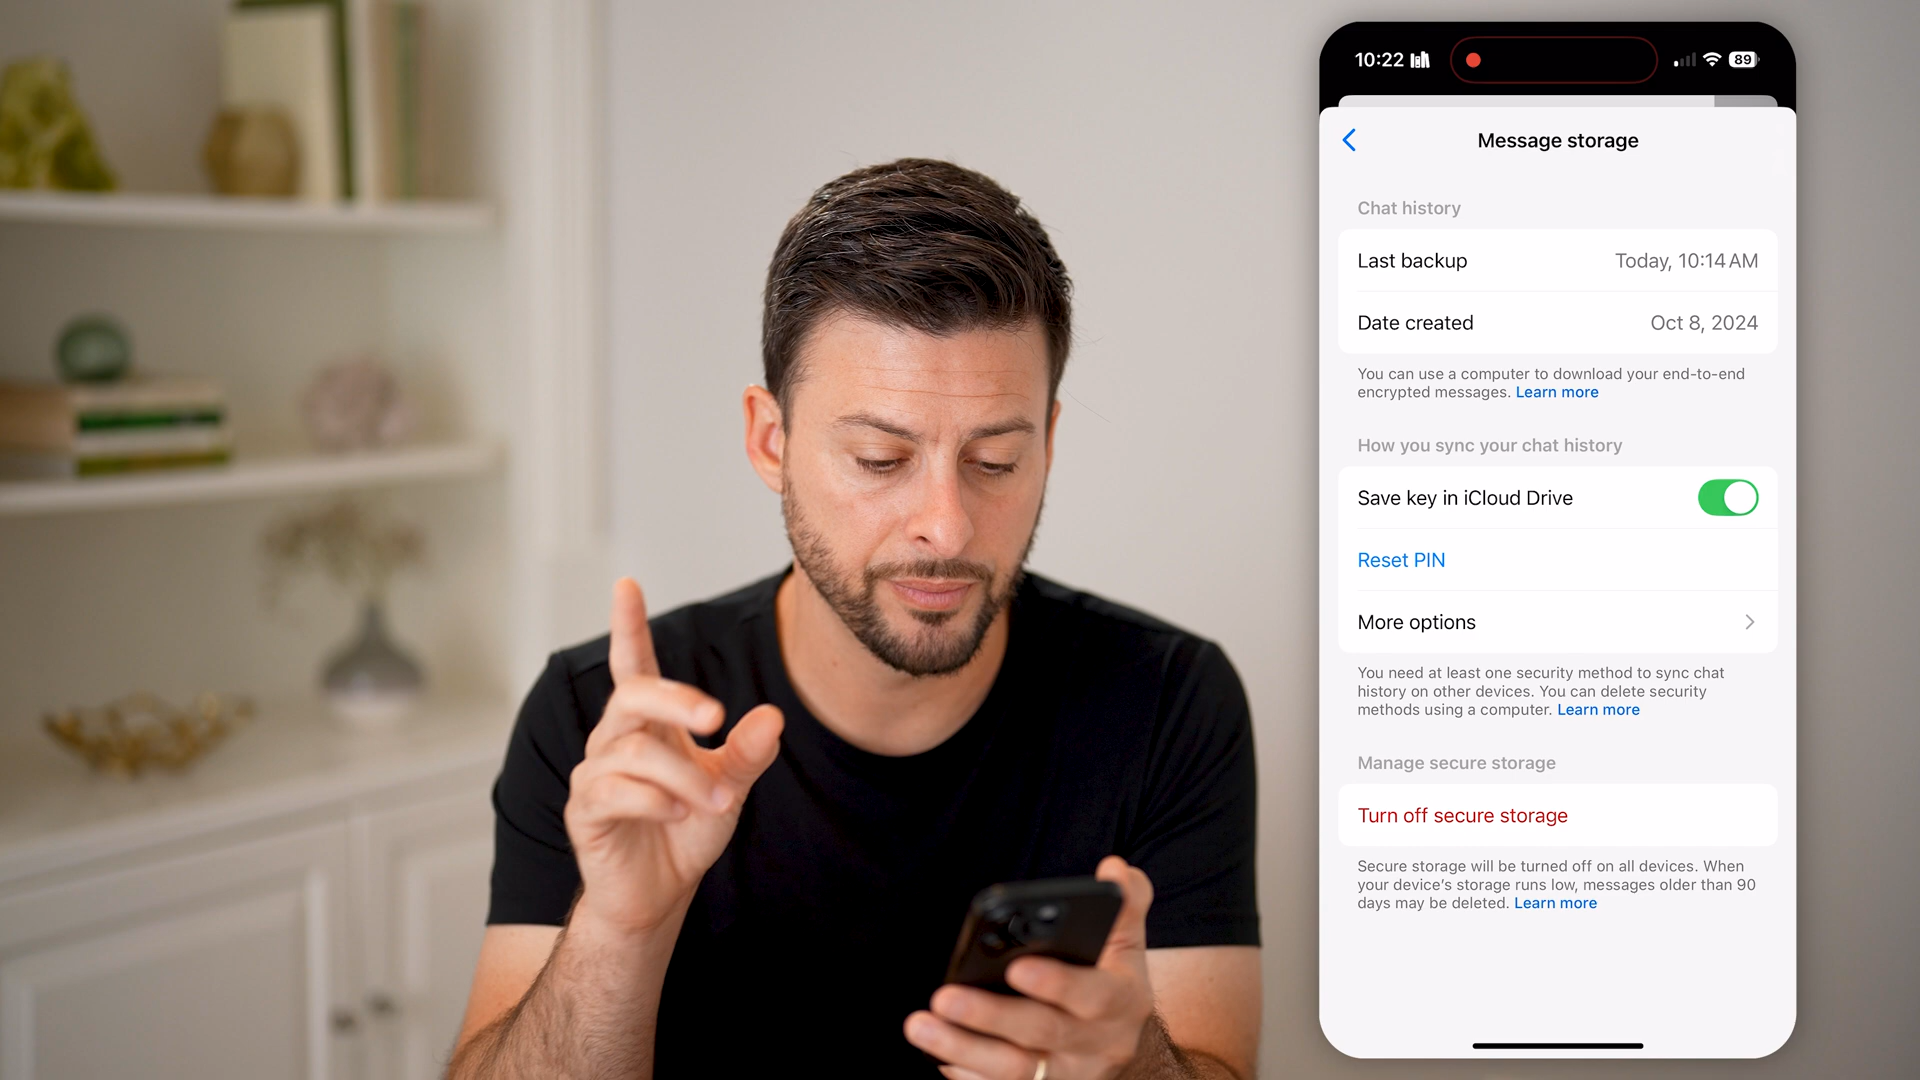 10:22
89
Message storage
Chat history
Last backup Today, 10:14 AM
Date created Oct 8, 2024
You can use a computer to download your end-to-end
encrypted messages. Learn more
How you sync your chat history
Save key in iCloud Drive
Reset PIN
More options
You need at least one security method to sync chat
history on other devices. You can delete security
methods using a computer. Learn more
Manage secure storage
Turn off secure storage
Secure storage will be turned off on all devices. When
your device's storage runs low, messages older than 90
days may be deleted. Learn more